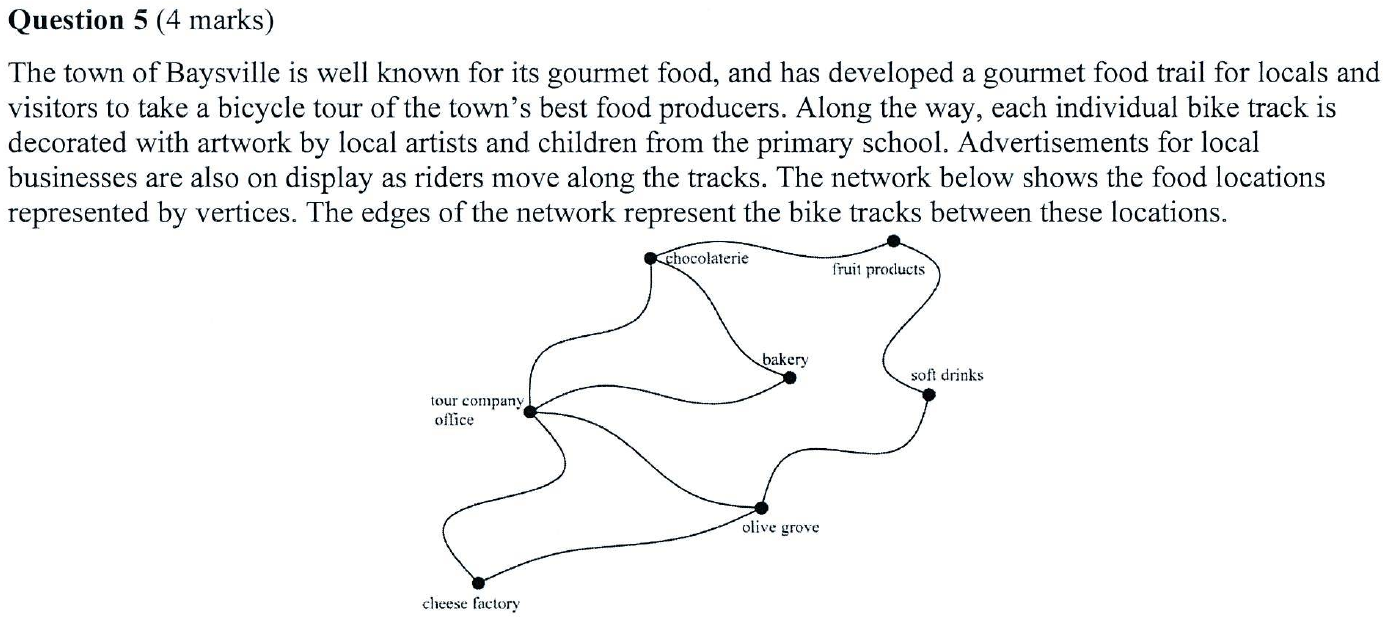 Question 5 (4 marks)
The town of Baysville is well known for its gourmet food, and has developed a gourmet food trail for locals and
visitors to take a bicycle tour of the town's best food producers. Along the way, each individual bike track is
decorated with artwork by local artists and children from the primary school. Advertisements for local
businesses are also on display as riders move along the tracks. The network below shows the food locations
represented by vertices. The edges of the network represent the bike tracks between these locations.
chocolaterie
fruit products
bakery
soft drinks
tour company
office
olive grove
cheese factory